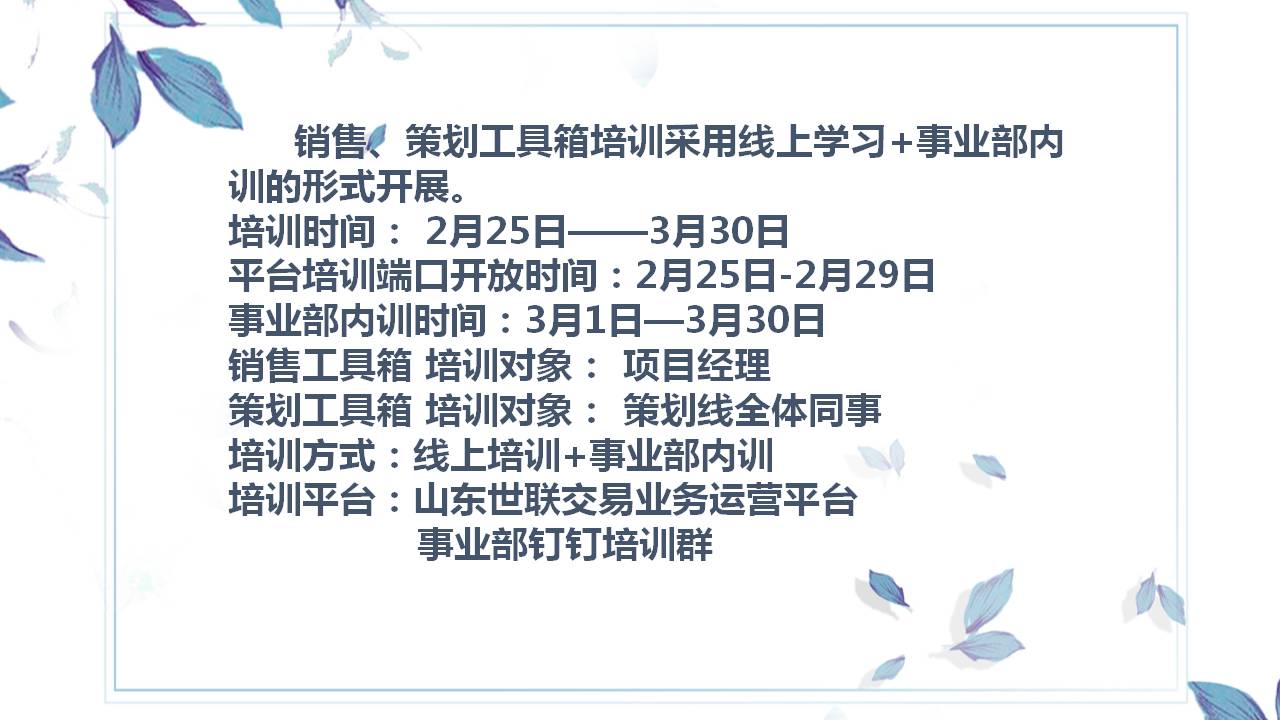 销售、策划工具箱培训采用线上学习+事业部内
训的形式开展。
培训时间： 2月25日——3月30日
平台培训端口开放时间：2月25日-2月29日
事业部内训时间：3月1日—3月30日
销售工具箱 培训对象： 项目经理
策划工具箱 培训对象： 策划线全体同事
培训方式：线上培训+事业部内训
培训平台：山东世联交易业务运营平台
事业部钉钉培训群